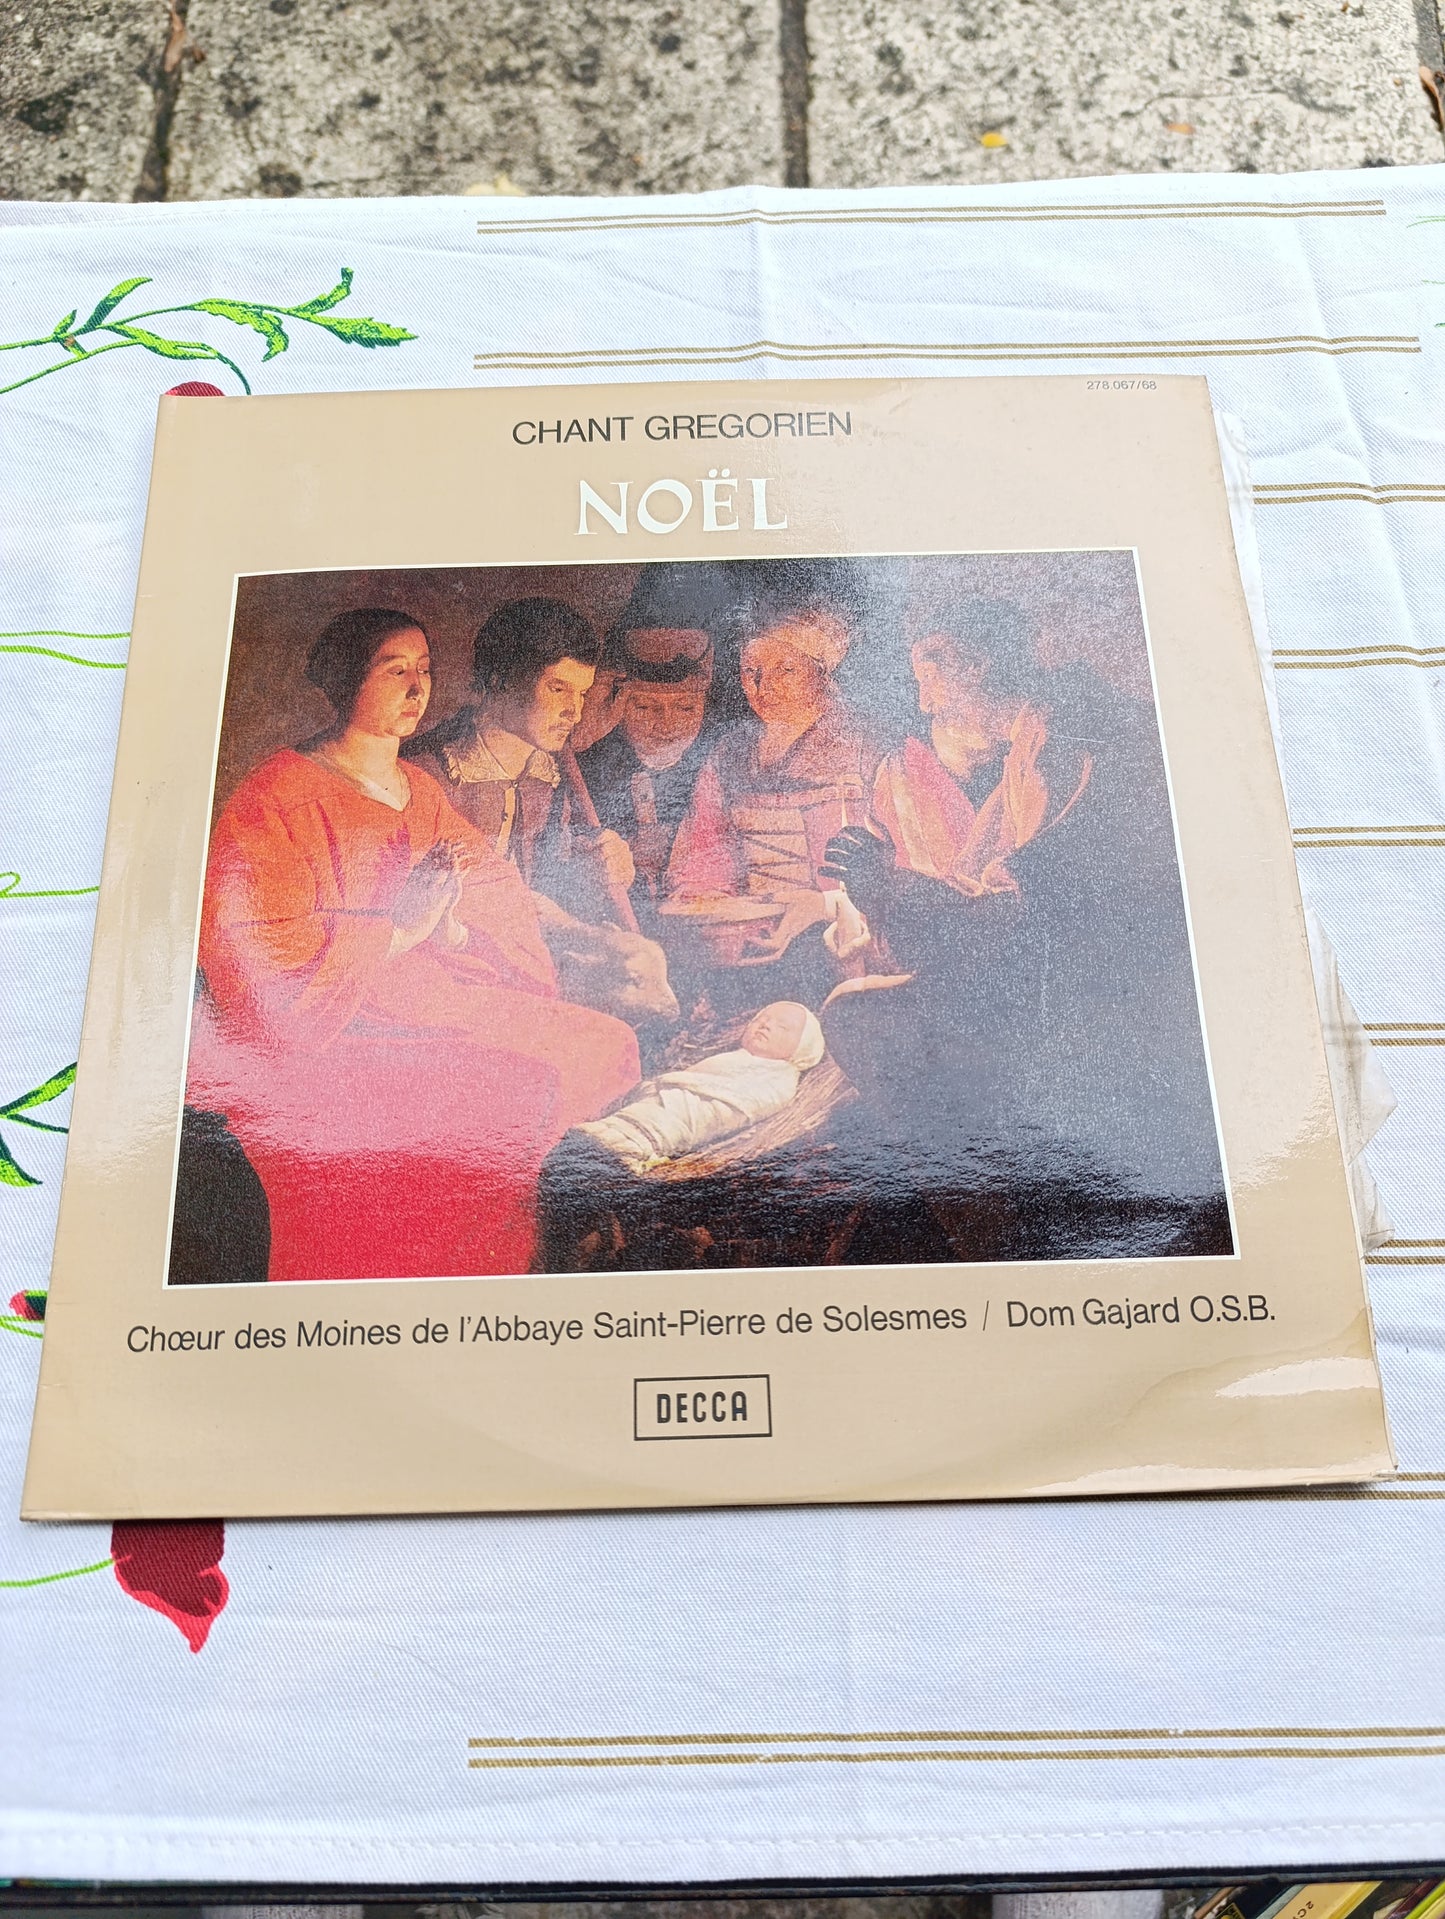 278.067/68
CHANT GREGORIEN
NOËL
Chœur des Moines de l'Abbaye Saint-Pierre de Solesmes / Dom Gajard O.S.B.
DECCA